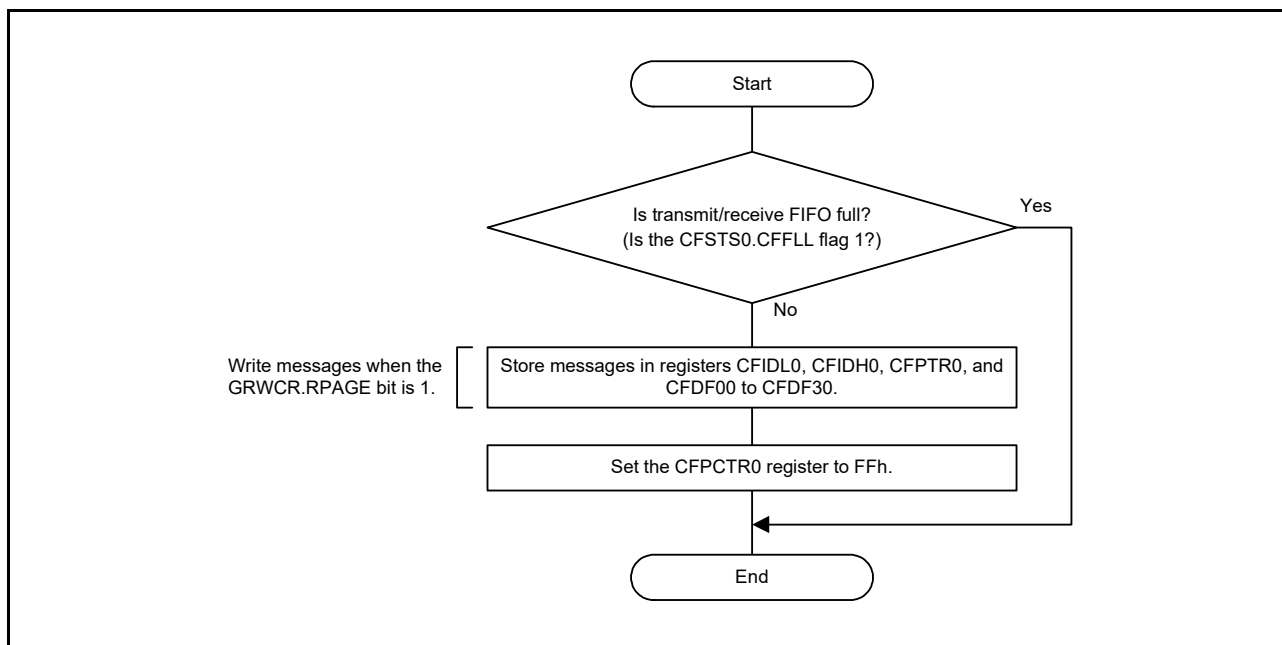 Start
Is transmit/receive FIFO full?
(Is the CFSTS0.CFFLL flag 1?)
Yes
No
Write messages when the
GRWCR.RPAGE bit is 1.
Store messages in registers CFIDL0, CFIDH0, CFPTR0, and
CFDF00 to CFDF30.
Set the CFPCTR0 register to FFh.
End